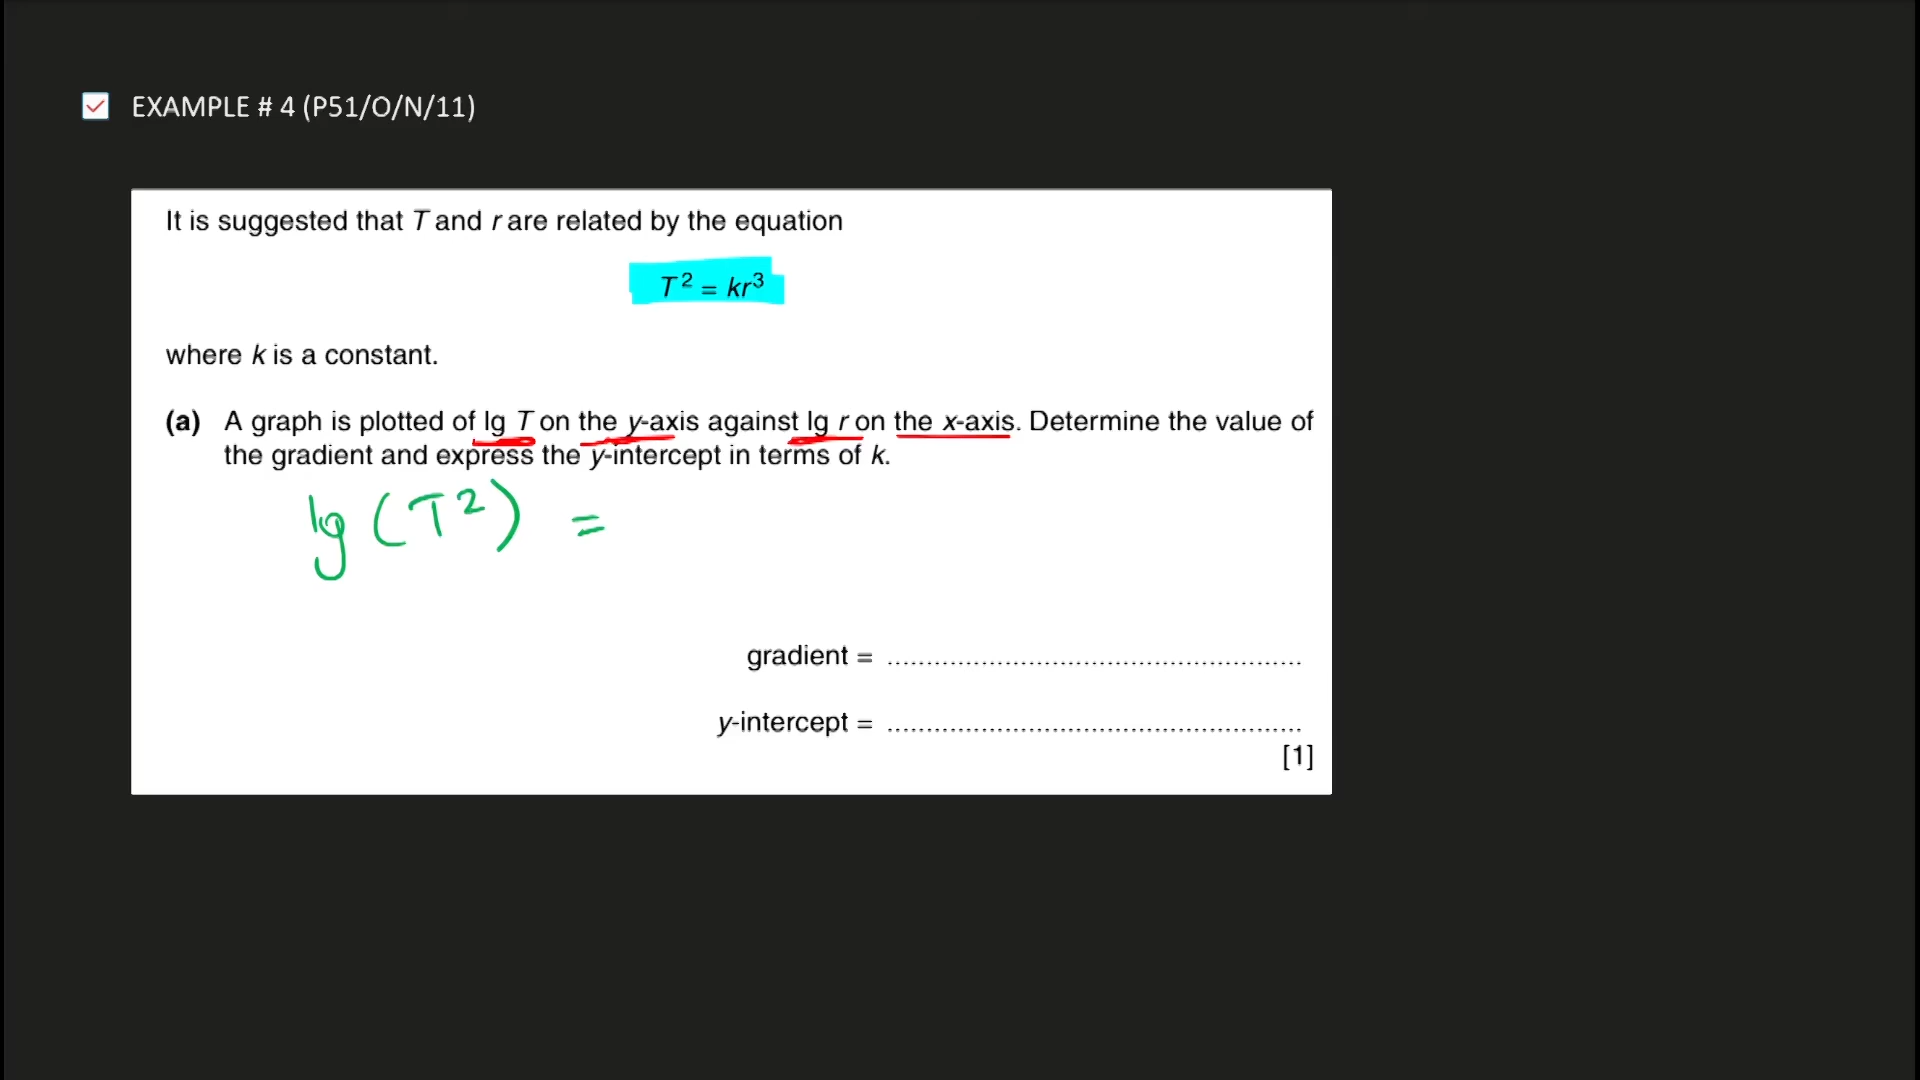 EXAMPLE # 4 (P51/O/N/11)
It is suggested that T and r are related by the equation
T² = kr³
where k is a constant.
(a) A graph is plotted of lg T on the y-axis against lg r on the x-axis. Determine the value of
the gradient and express the y-intercept in terms of k.
lg (T²) =
gradient = ....................................................
y-intercept = ....................................................
[1]